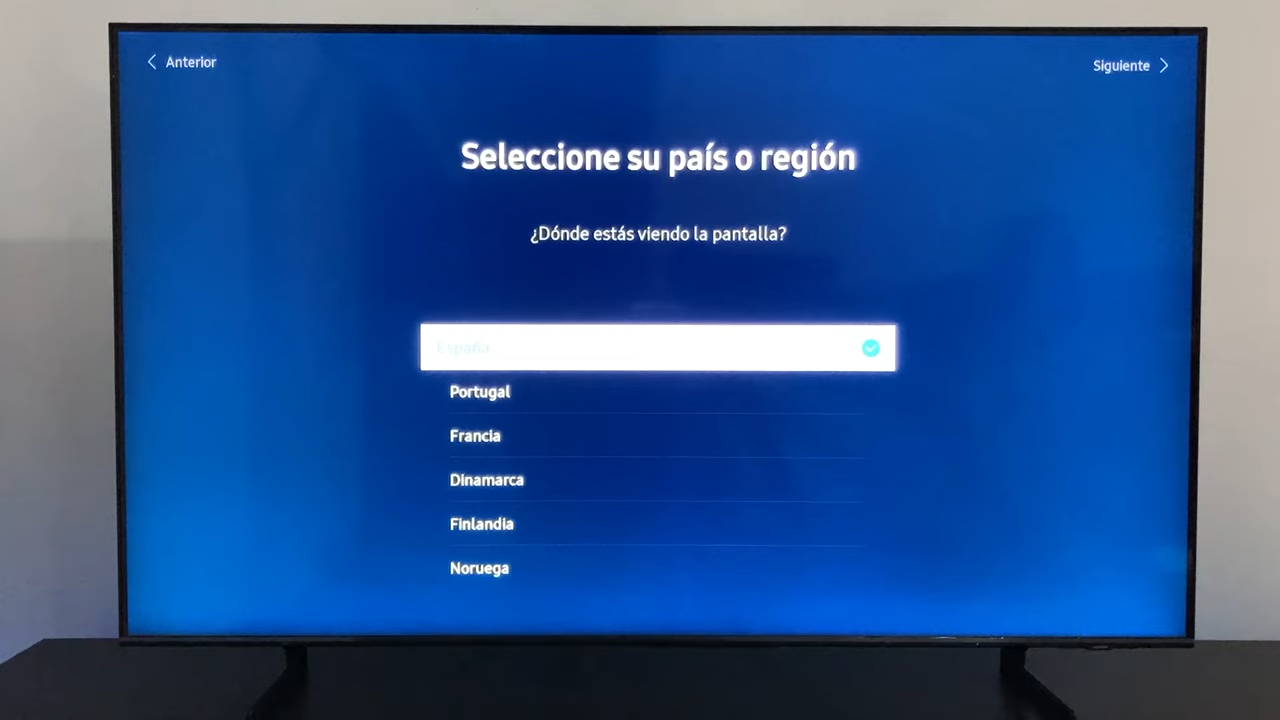 Anterior
Siguiente
Seleccione su país o región
¿Dónde estás viendo la pantalla?
España
Portugal
Francia
Dinamarca
Finlandia
Noruega